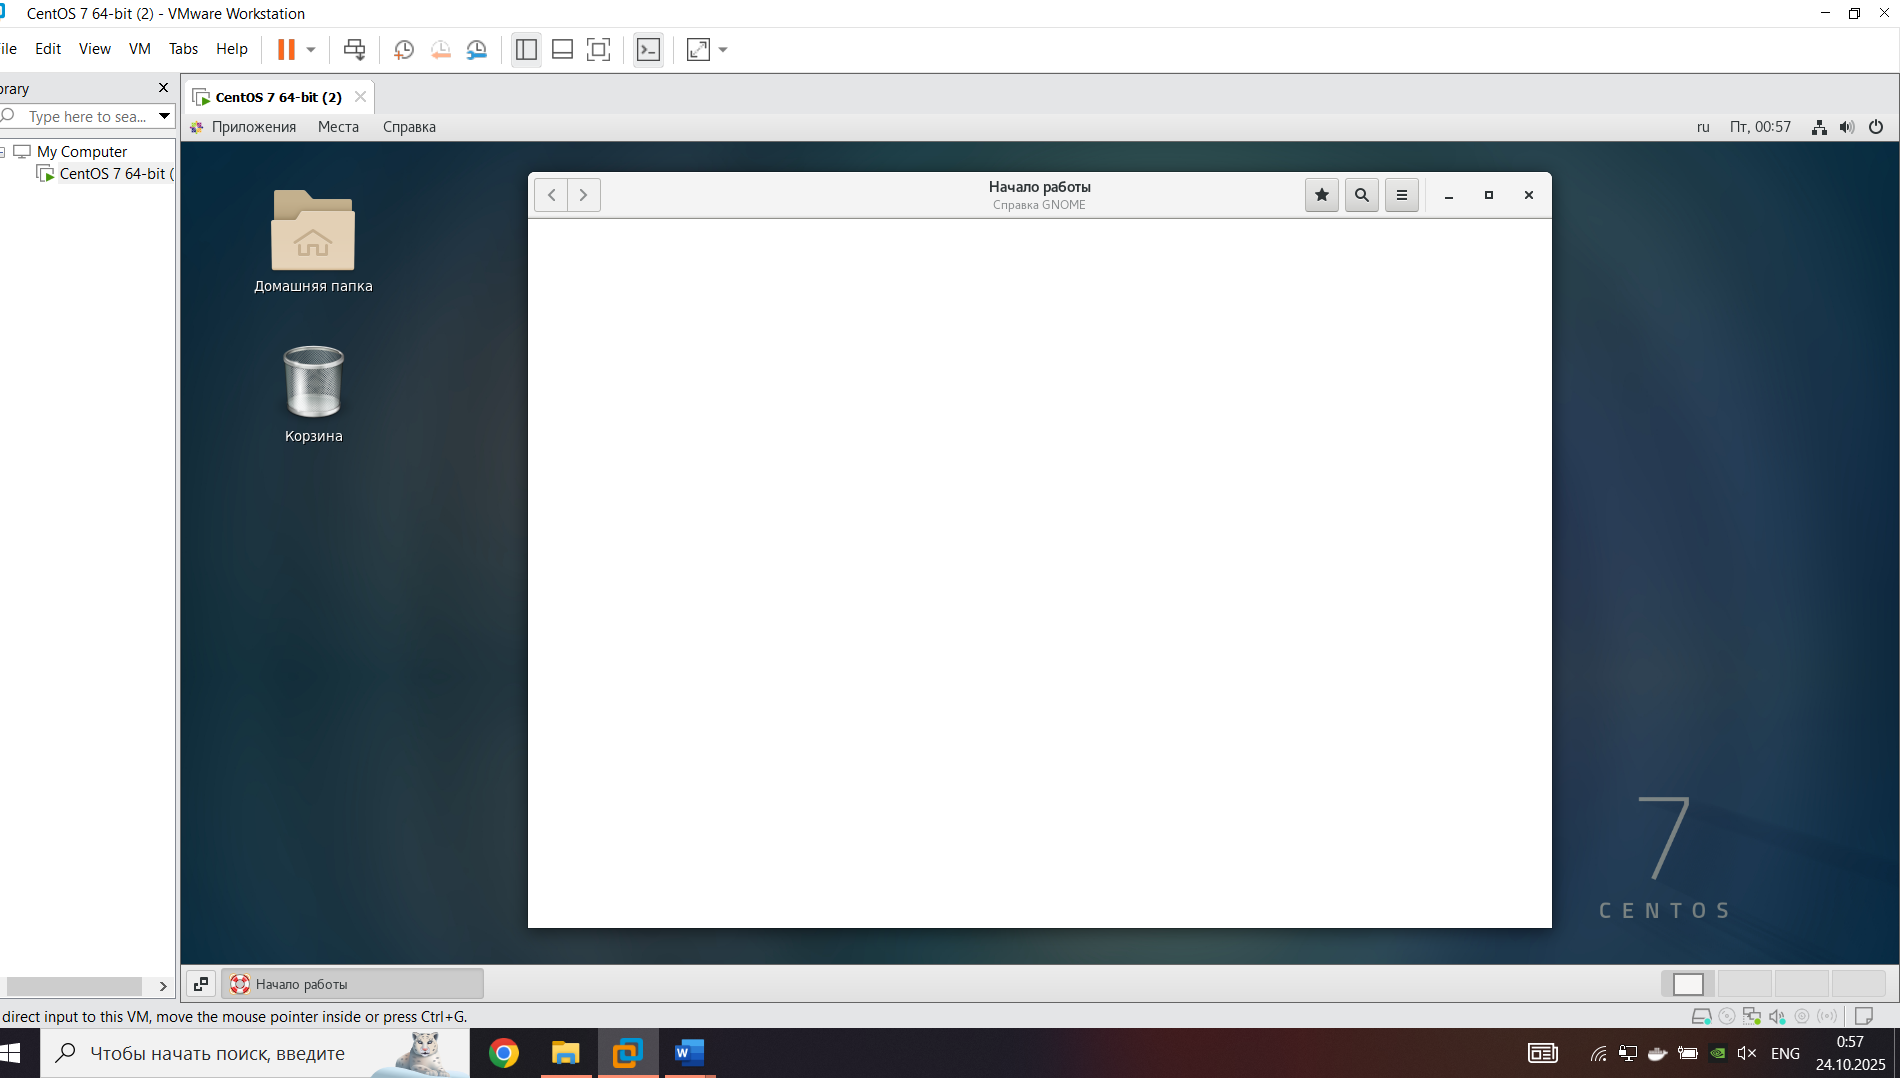 CentOS 7 64-bit (2) - VMware Workstation
ile Edit View VM Tabs Help
orary
CentOS 7 64-bit (2)
Type here to sea...
Приложения Места Справка
ru Пт, 00:57
My Computer
CentOS 7 64-bit (
Начало работы
Справка GNOME
Домашняя папка
Корзина
7
CENTOS
Начало работы
direct input to this VM, move the mouse pointer inside or press Ctrl+G.
Чтобы начать поиск, введите
ENG
0:57
24.10.2025